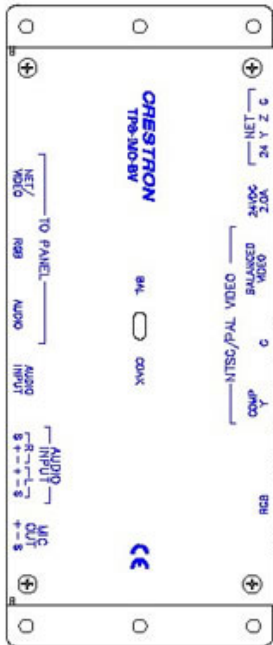 NET
24 Y Z G
24VDC
2.0A
BALANCED
VIDEO
C
Y
COMP
RGB
NTSC/PAL VIDEO
CRESTRON
TPS-IMC-BV
BAL
COAX
CE
TO PANEL
NET/
VIDEO
RGB
AUDIO
AUDIO
INPUT
AUDIO
INPUT
R L
S + - + - S
MIC
OUT
+ - S